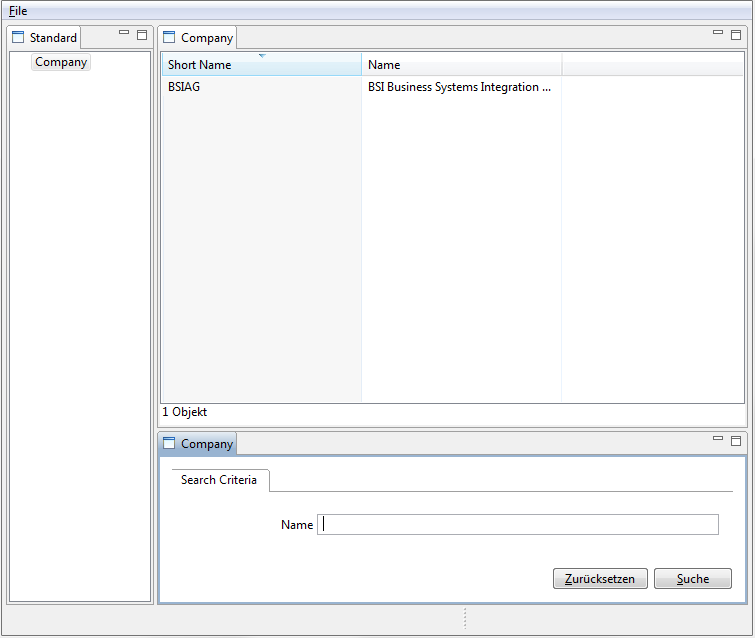 File
Standard
Company
Company
Short Name Name
BSIAG BSI Business Systems Integration ...
1 Objekt
Company
Search Criteria
Name
Zurücksetzen Suche